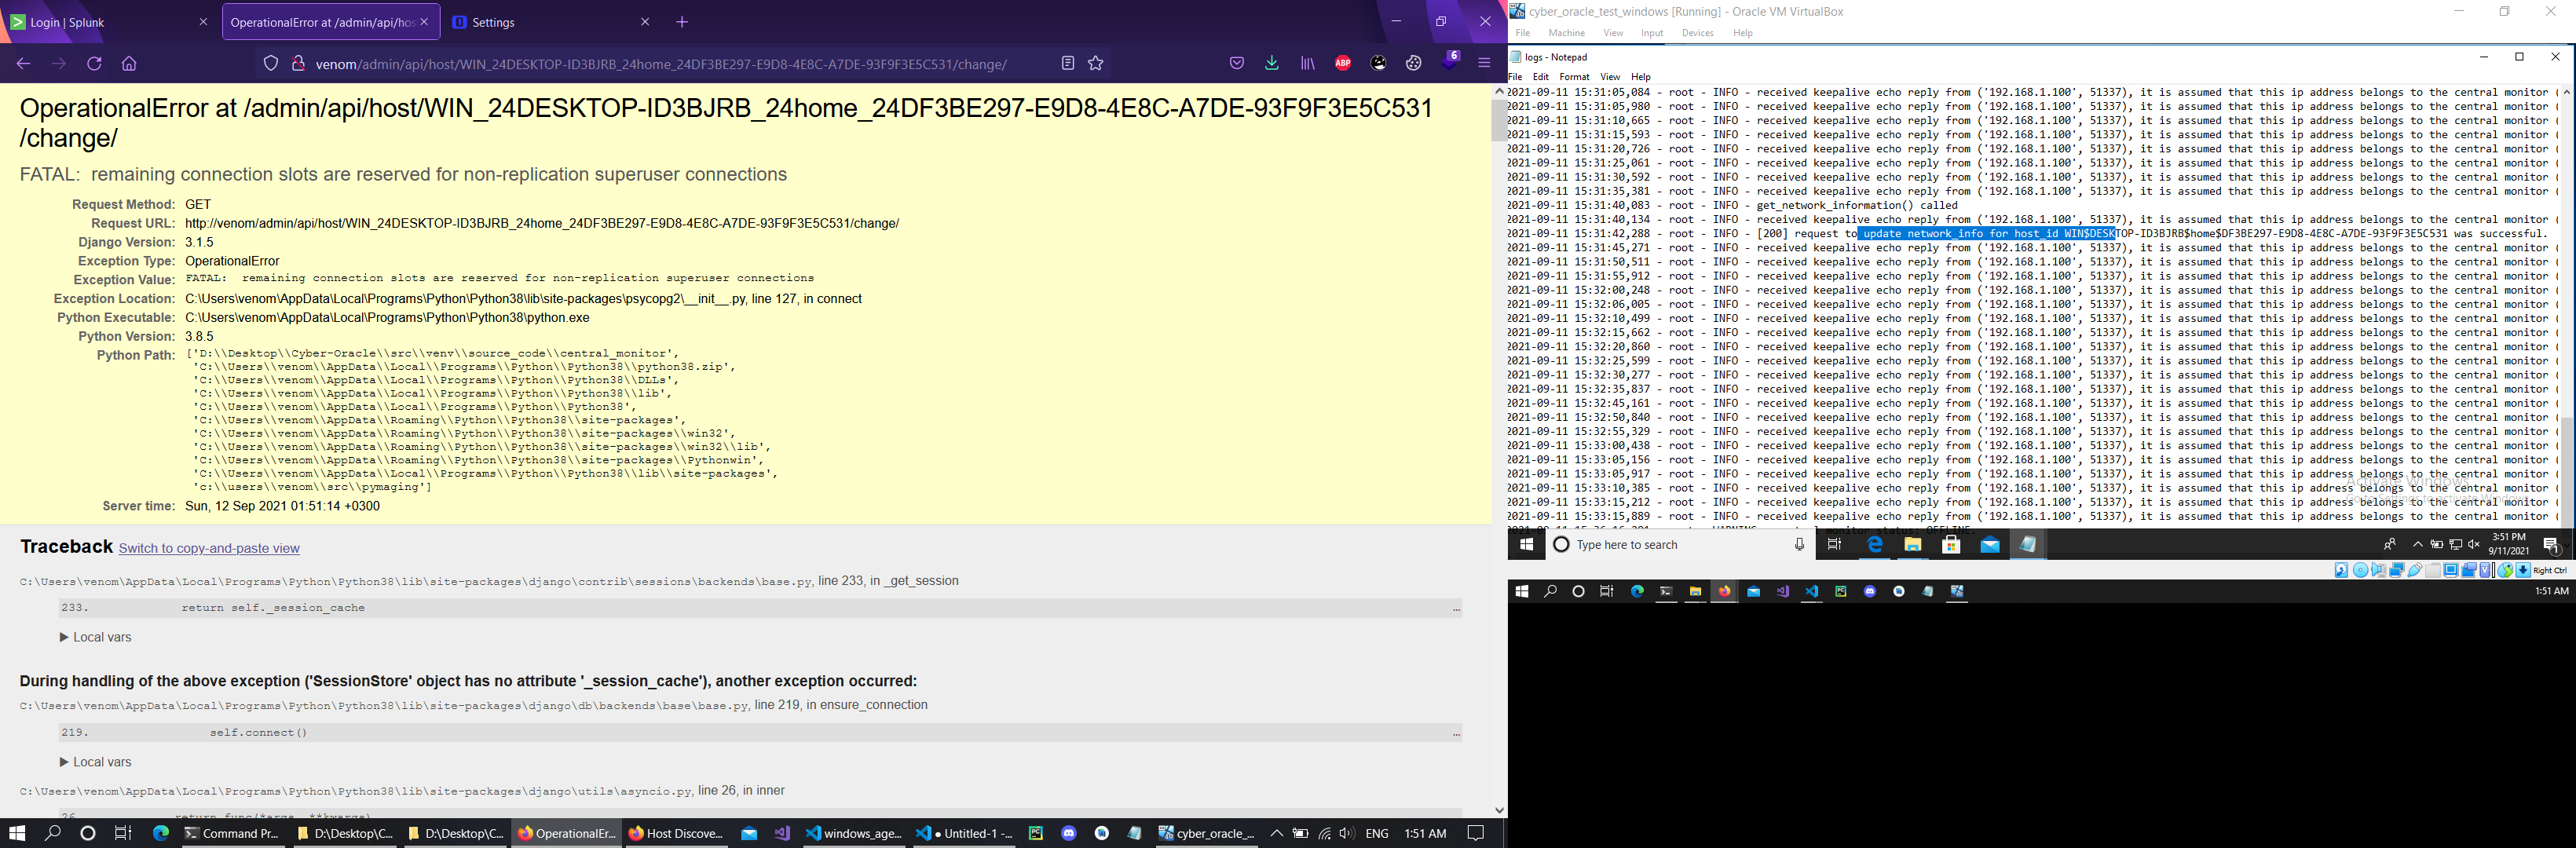 Login | Splunk
OperationalError at /admin/api/hos
Settings
venom/admin/api/host/WIN_24DESKTOP-ID3BJRB_24home_24DF3BE297-E9D8-4E8C-A7DE-93F9F3E5C531/change/
ABP
6
OperationalError at /admin/api/host/WIN_24DESKTOP-ID3BJRB_24home_24DF3BE297-E9D8-4E8C-A7DE-93F9F3E5C531
/change/
FATAL:  remaining connection slots are reserved for non-replication superuser connections
Request Method: GET
Request URL: http://venom/admin/api/host/WIN_24DESKTOP-ID3BJRB_24home_24DF3BE297-E9D8-4E8C-A7DE-93F9F3E5C531/change/
Django Version: 3.1.5
Exception Type: OperationalError
Exception Value: FATAL:  remaining connection slots are reserved for non-replication superuser connections
Exception Location: C:\Users\venom\AppData\Local\Programs\Python\Python38\lib\site-packages\psycopg2\__init__.py, line 127, in connect
Python Executable: C:\Users\venom\AppData\Local\Programs\Python\Python38\python.exe
Python Version: 3.8.5
Python Path: ['D:\\Desktop\\Cyber-Oracle\\src\\venv\\source_code\\central_monitor',
'C:\\Users\\venom\\AppData\\Local\\Programs\\Python\\Python38\\python38.zip',
'C:\\Users\\venom\\AppData\\Local\\Programs\\Python\\Python38\\DLLs',
'C:\\Users\\venom\\AppData\\Local\\Programs\\Python\\Python38\\lib',
'C:\\Users\\venom\\AppData\\Local\\Programs\\Python\\Python38',
'C:\\Users\\venom\\AppData\\Roaming\\Python\\Python38\\site-packages',
'C:\\Users\\venom\\AppData\\Roaming\\Python\\Python38\\site-packages\\win32',
'C:\\Users\\venom\\AppData\\Roaming\\Python\\Python38\\site-packages\\win32\\lib',
'C:\\Users\\venom\\AppData\\Roaming\\Python\\Python38\\site-packages\\Pythonwin',
'C:\\Users\\venom\\AppData\\Local\\Programs\\Python\\Python38\\lib\\site-packages',
'c:\\users\\venom\\src\\pymaging']
Server time: Sun, 12 Sep 2021 01:51:14 +0300
Traceback Switch to copy-and-paste view
C:\Users\venom\AppData\Local\Programs\Python\Python38\lib\site-packages\django\contrib\sessions\backends\base.py, line 233, in _get_session
233. return self._session_cache
…
▶ Local vars
During handling of the above exception ('SessionStore' object has no attribute '_session_cache'), another exception occurred:
C:\Users\venom\AppData\Local\Programs\Python\Python38\lib\site-packages\django\db\backends\base\base.py, line 219, in ensure_connection
219. self.connect()
…
▶ Local vars
C:\Users\venom\AppData\Local\Programs\Python\Python38\lib\site-packages\django\utils\asyncio.py, line 26, in inner
26. return func(*args, **kwargs)
Command Pr...
D:\Desktop\C...
D:\Desktop\C...
OperationalEr...
Host Discove...
windows_age...
● Untitled-1 -...
cyber_oracle_...
ENG
1:51 AM
cyber_oracle_test_windows [Running] - Oracle VM VirtualBox
File Machine View Input Devices Help
logs - Notepad
File Edit Format View Help
2021-09-11 15:31:05,084 - root - INFO - received keepalive echo reply from ('192.168.1.100', 51337), it is assumed that this ip address belongs to the central monitor (
2021-09-11 15:31:05,980 - root - INFO - received keepalive echo reply from ('192.168.1.100', 51337), it is assumed that this ip address belongs to the central monitor (
2021-09-11 15:31:10,665 - root - INFO - received keepalive echo reply from ('192.168.1.100', 51337), it is assumed that this ip address belongs to the central monitor (
2021-09-11 15:31:15,593 - root - INFO - received keepalive echo reply from ('192.168.1.100', 51337), it is assumed that this ip address belongs to the central monitor (
2021-09-11 15:31:20,726 - root - INFO - received keepalive echo reply from ('192.168.1.100', 51337), it is assumed that this ip address belongs to the central monitor (
2021-09-11 15:31:25,061 - root - INFO - received keepalive echo reply from ('192.168.1.100', 51337), it is assumed that this ip address belongs to the central monitor (
2021-09-11 15:31:30,592 - root - INFO - received keepalive echo reply from ('192.168.1.100', 51337), it is assumed that this ip address belongs to the central monitor (
2021-09-11 15:31:35,381 - root - INFO - received keepalive echo reply from ('192.168.1.100', 51337), it is assumed that this ip address belongs to the central monitor (
2021-09-11 15:31:40,083 - root - INFO - get_network_information() called
2021-09-11 15:31:40,134 - root - INFO - received keepalive echo reply from ('192.168.1.100', 51337), it is assumed that this ip address belongs to the central monitor (
2021-09-11 15:31:42,288 - root - INFO - [200] request to update network_info for host_id WIN$DESKTOP-ID3BJRB$home$DF3BE297-E9D8-4E8C-A7DE-93F9F3E5C531 was successful.
2021-09-11 15:31:45,271 - root - INFO - received keepalive echo reply from ('192.168.1.100', 51337), it is assumed that this ip address belongs to the central monitor (
2021-09-11 15:31:50,511 - root - INFO - received keepalive echo reply from ('192.168.1.100', 51337), it is assumed that this ip address belongs to the central monitor (
2021-09-11 15:31:55,912 - root - INFO - received keepalive echo reply from ('192.168.1.100', 51337), it is assumed that this ip address belongs to the central monitor (
2021-09-11 15:32:00,248 - root - INFO - received keepalive echo reply from ('192.168.1.100', 51337), it is assumed that this ip address belongs to the central monitor (
2021-09-11 15:32:06,005 - root - INFO - received keepalive echo reply from ('192.168.1.100', 51337), it is assumed that this ip address belongs to the central monitor (
2021-09-11 15:32:10,499 - root - INFO - received keepalive echo reply from ('192.168.1.100', 51337), it is assumed that this ip address belongs to the central monitor (
2021-09-11 15:32:15,662 - root - INFO - received keepalive echo reply from ('192.168.1.100', 51337), it is assumed that this ip address belongs to the central monitor (
2021-09-11 15:32:20,860 - root - INFO - received keepalive echo reply from ('192.168.1.100', 51337), it is assumed that this ip address belongs to the central monitor (
2021-09-11 15:32:25,599 - root - INFO - received keepalive echo reply from ('192.168.1.100', 51337), it is assumed that this ip address belongs to the central monitor (
2021-09-11 15:32:30,277 - root - INFO - received keepalive echo reply from ('192.168.1.100', 51337), it is assumed that this ip address belongs to the central monitor (
2021-09-11 15:32:35,837 - root - INFO - received keepalive echo reply from ('192.168.1.100', 51337), it is assumed that this ip address belongs to the central monitor (
2021-09-11 15:32:45,161 - root - INFO - received keepalive echo reply from ('192.168.1.100', 51337), it is assumed that this ip address belongs to the central monitor (
2021-09-11 15:32:50,840 - root - INFO - received keepalive echo reply from ('192.168.1.100', 51337), it is assumed that this ip address belongs to the central monitor (
2021-09-11 15:32:55,329 - root - INFO - received keepalive echo reply from ('192.168.1.100', 51337), it is assumed that this ip address belongs to the central monitor (
2021-09-11 15:33:00,438 - root - INFO - received keepalive echo reply from ('192.168.1.100', 51337), it is assumed that this ip address belongs to the central monitor (
2021-09-11 15:33:05,156 - root - INFO - received keepalive echo reply from ('192.168.1.100', 51337), it is assumed that this ip address belongs to the central monitor (
2021-09-11 15:33:05,917 - root - INFO - received keepalive echo reply from ('192.168.1.100', 51337), it is assumed that this ip address belongs to the central monitor (
2021-09-11 15:33:10,385 - root - INFO - received keepalive echo reply from ('192.168.1.100', 51337), it is assumed that this ip address belongs to the central monitor (
2021-09-11 15:33:15,212 - root - INFO - received keepalive echo reply from ('192.168.1.100', 51337), it is assumed that this ip address belongs to the central monitor (
2021-09-11 15:33:15,889 - root - INFO - received keepalive echo reply from ('192.168.1.100', 51337), it is assumed that this ip address belongs to the central monitor (
monitor status: OFFLINE.
Activate Windows
Go to Settings to activate Windows.
Type here to search
3:51 PM
9/11/2021
1
Right Ctrl
1:51 AM